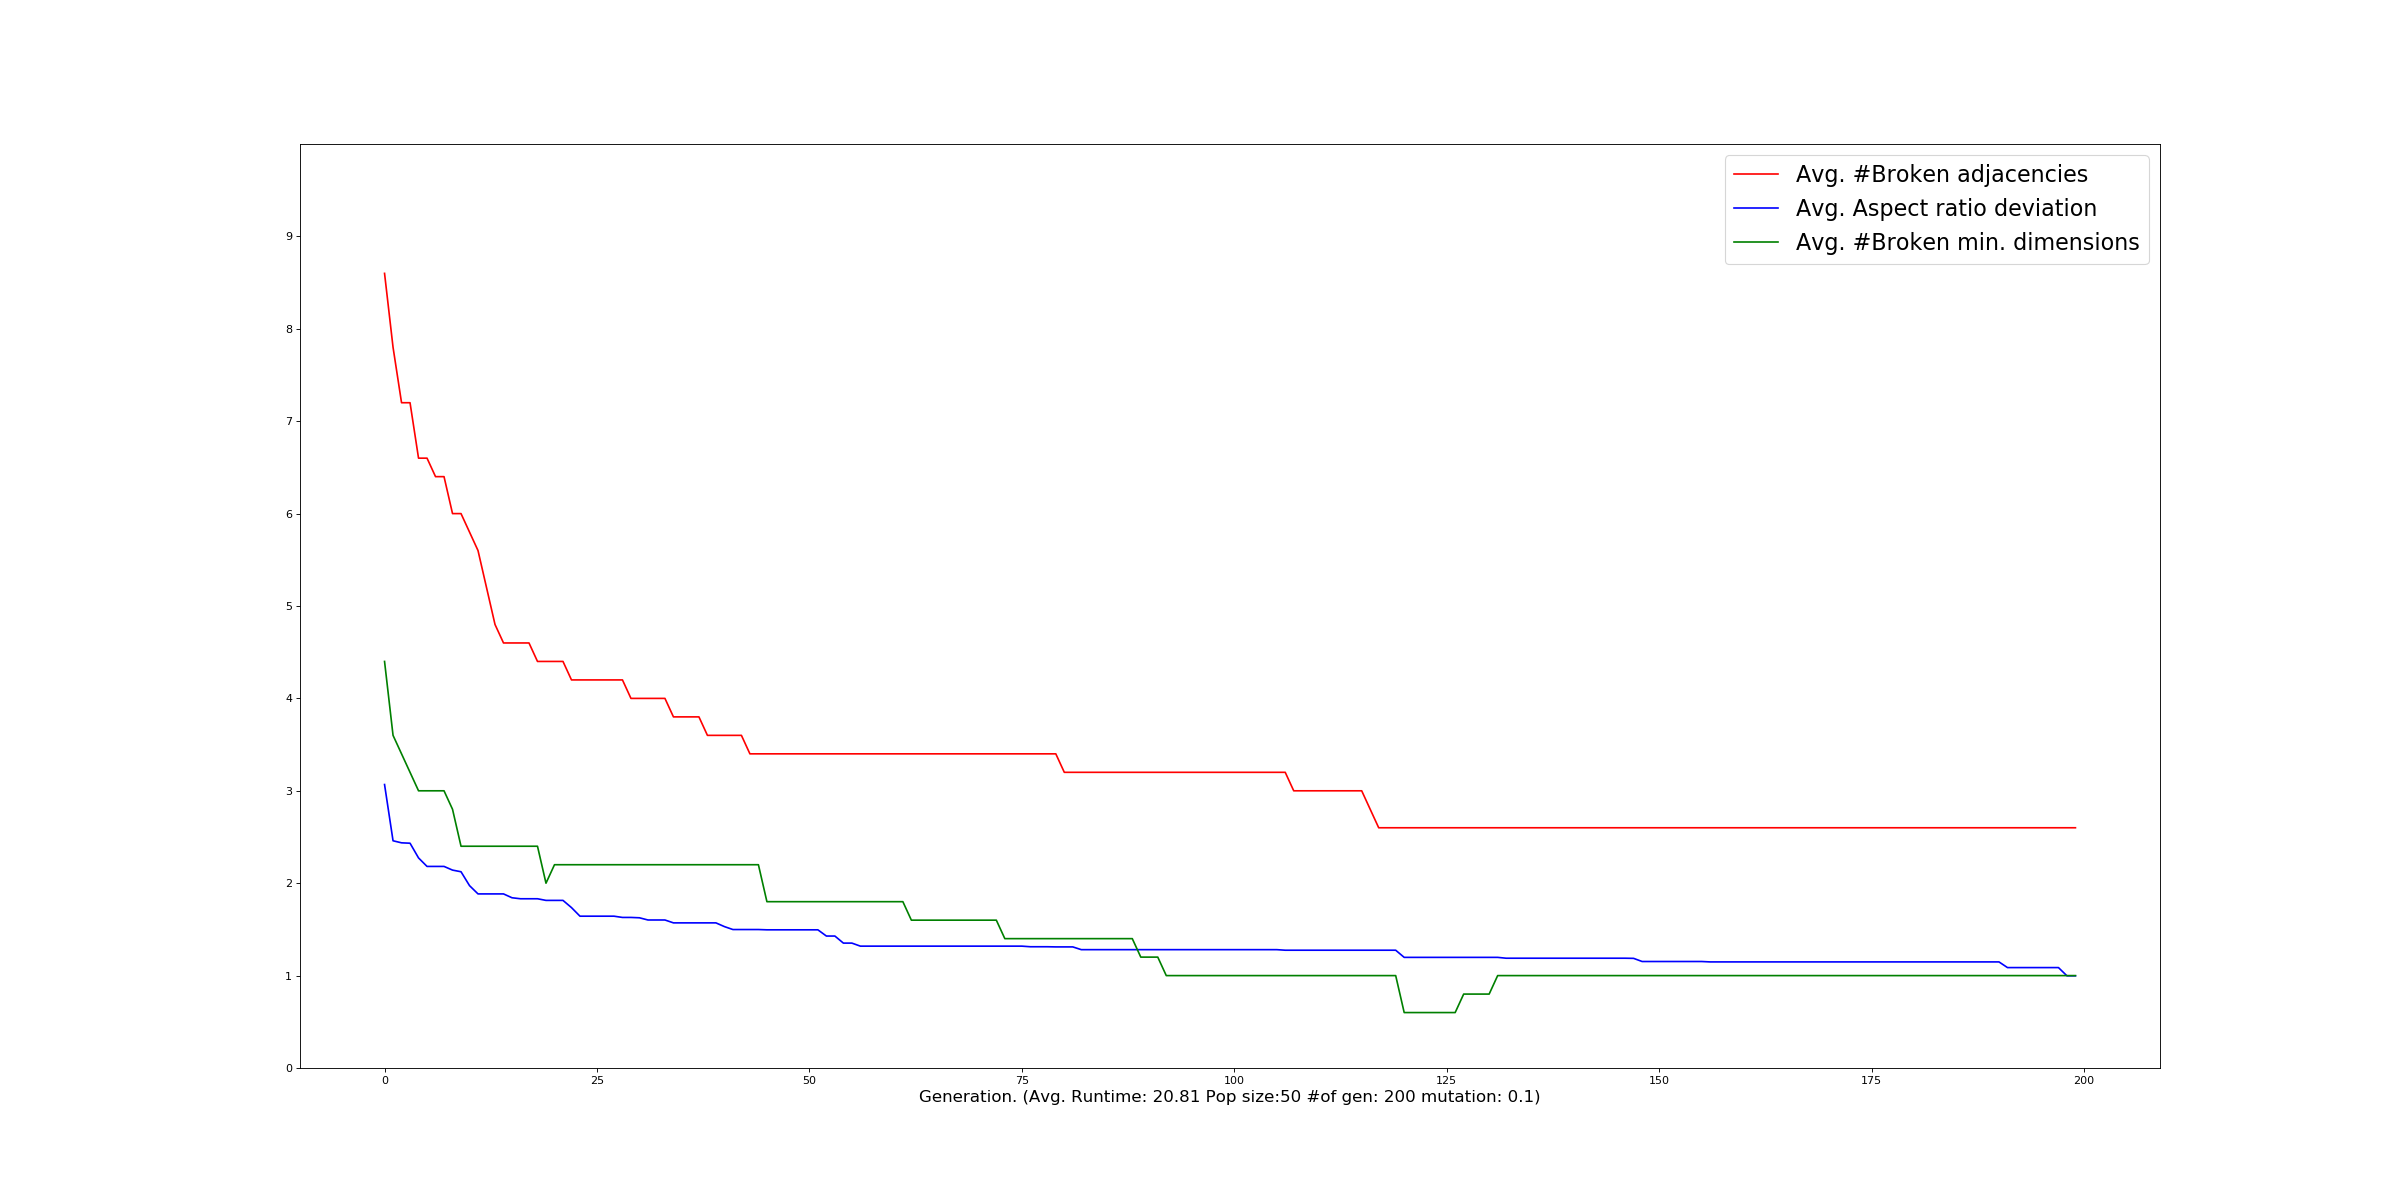 Avg. #Broken adjacencies
Avg. Aspect ratio deviation
Avg. #Broken min. dimensions
9
8
7
6
5
4
3
2
1
0
0 25 50 75 100 125 150 175 200
Generation. (Avg. Runtime: 20.81 Pop size:50 #of gen: 200 mutation: 0.1)